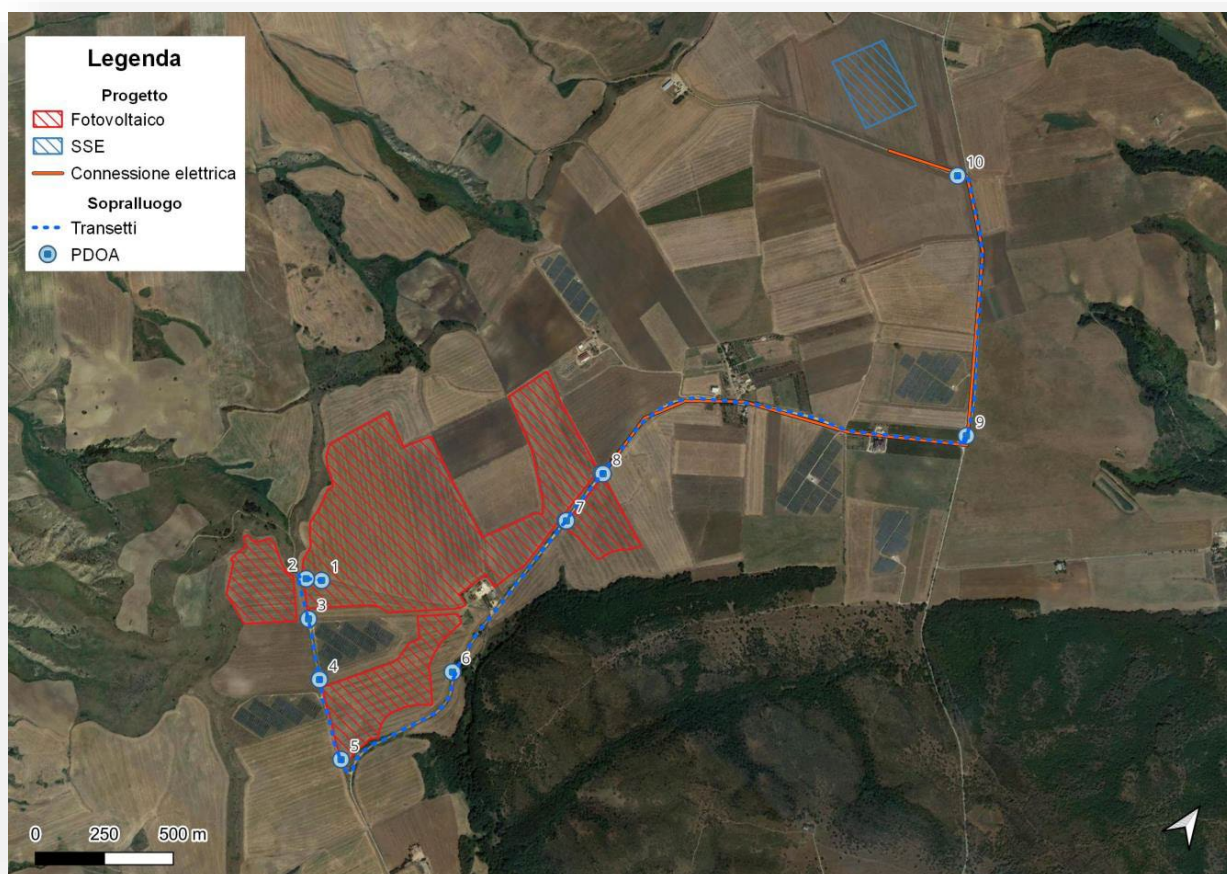 Legenda
Progetto
Fotovoltaico
SSE
Connessione elettrica
Sopralluogo
Transetti
PDOA
10
9
8
7
2 1
3
6
4
5
0 250 500 m